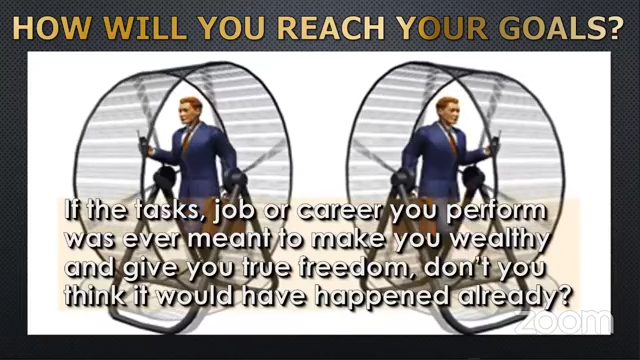 HOW WILL YOU REACH YOUR GOALS?
If the tasks, job or career you perform
was ever meant to make you wealthy
and give you true freedom, don't you
think it would have happened already?
zoom